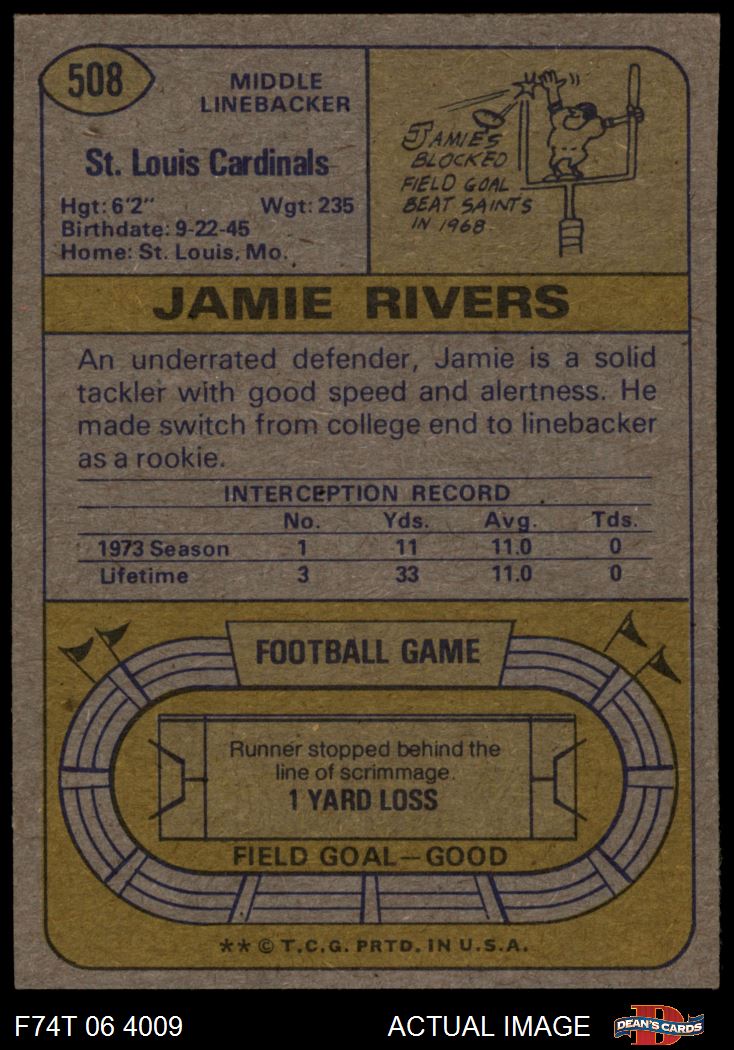 508
MIDDLE
LINEBACKER
St. Louis Cardinals
Hgt: 6'2" Wgt: 235
Birthdate: 9-22-45
Home: St. Louis, Mo.
JAMIE'S
BLOCKED
FIELD GOAL
BEAT SAINTS
IN 1968.
JAMIE RIVERS
An underrated defender, Jamie is a solid
tackler with good speed and alertness. He
made switch from college end to linebacker
as a rookie.
INTERCEPTION RECORD
No. Yds. Avg. Tds.
1973 Season 1 11 11.0 0
Lifetime 3 33 11.0 0
FOOTBALL GAME
Runner stopped behind the
line of scrimmage.
1 YARD LOSS
FIELD GOAL—GOOD
** © T.C.G. PRTD. IN U.S.A.
F74T 06 4009 ACTUAL IMAGE
DEAN'S CARDS